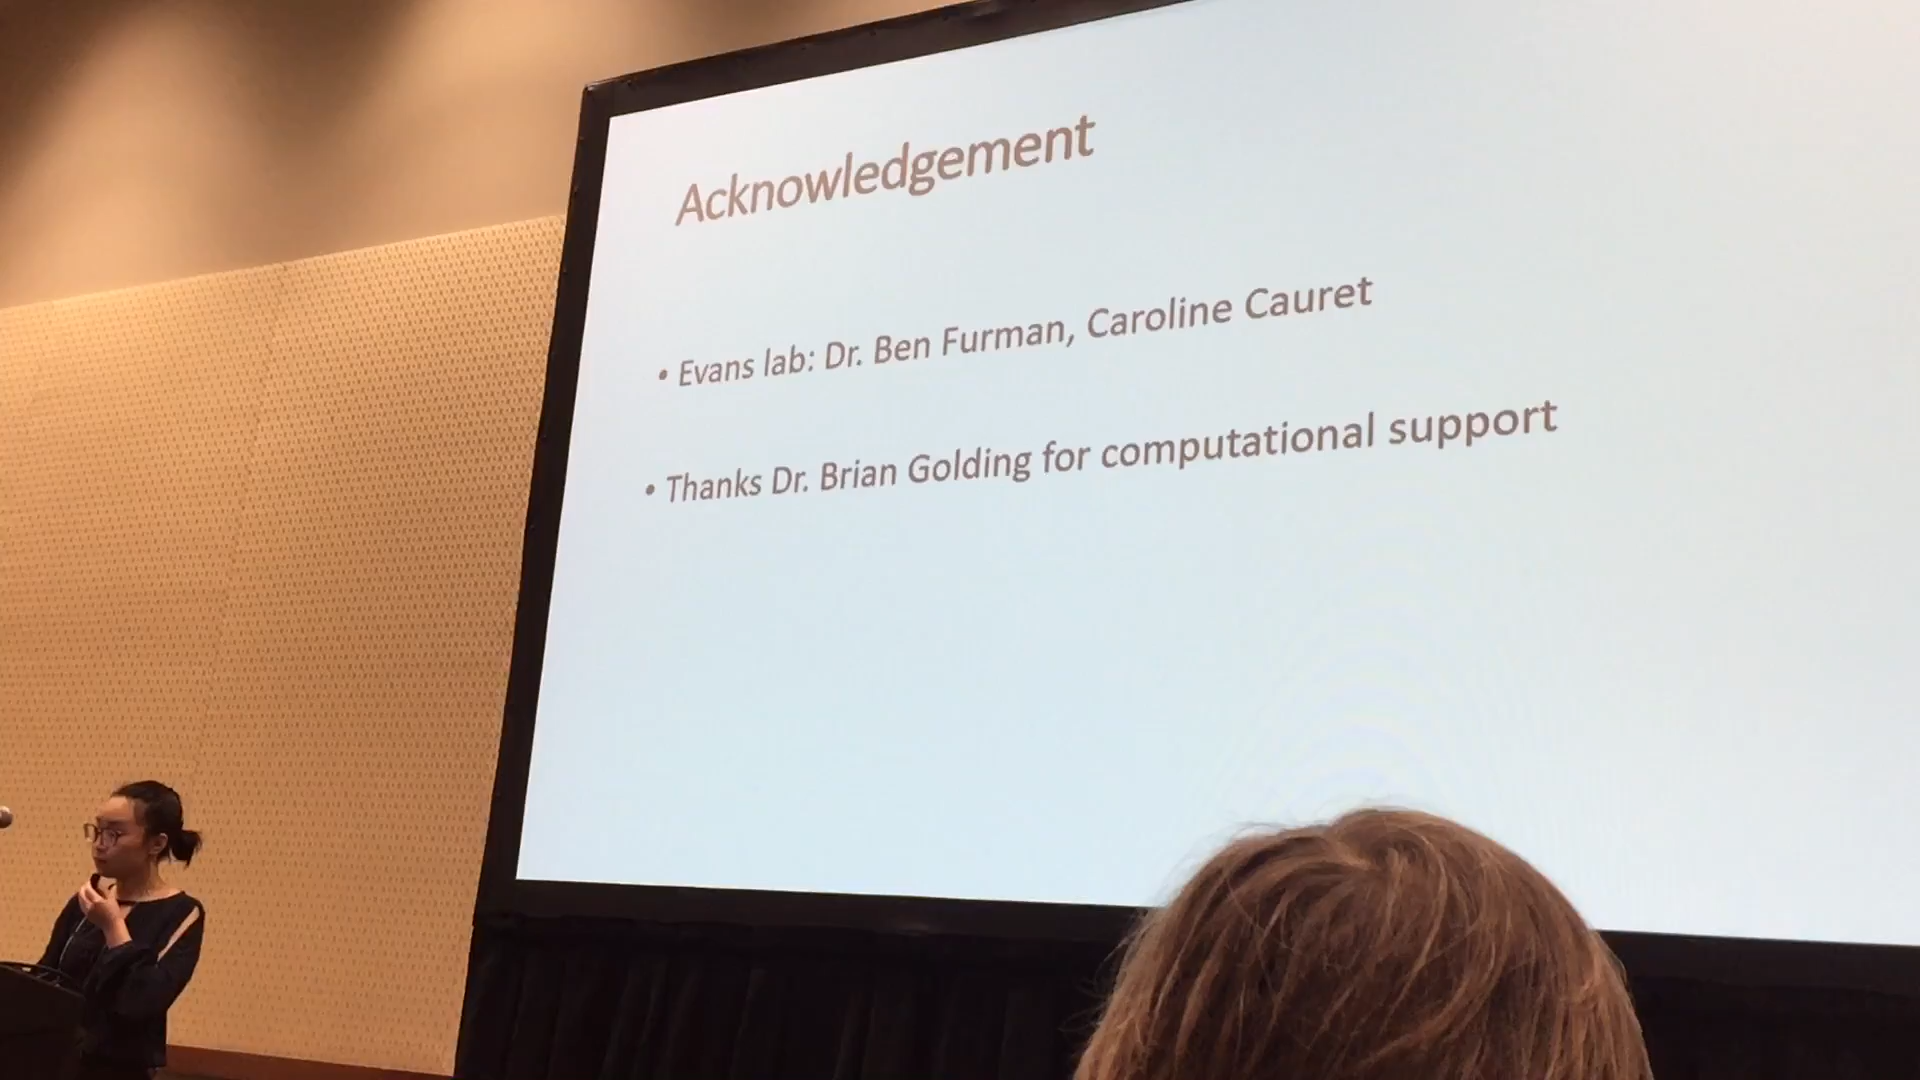 Acknowledgement
• Evans lab: Dr. Ben Furman, Caroline Cauret
• Thanks Dr. Brian Golding for computational support